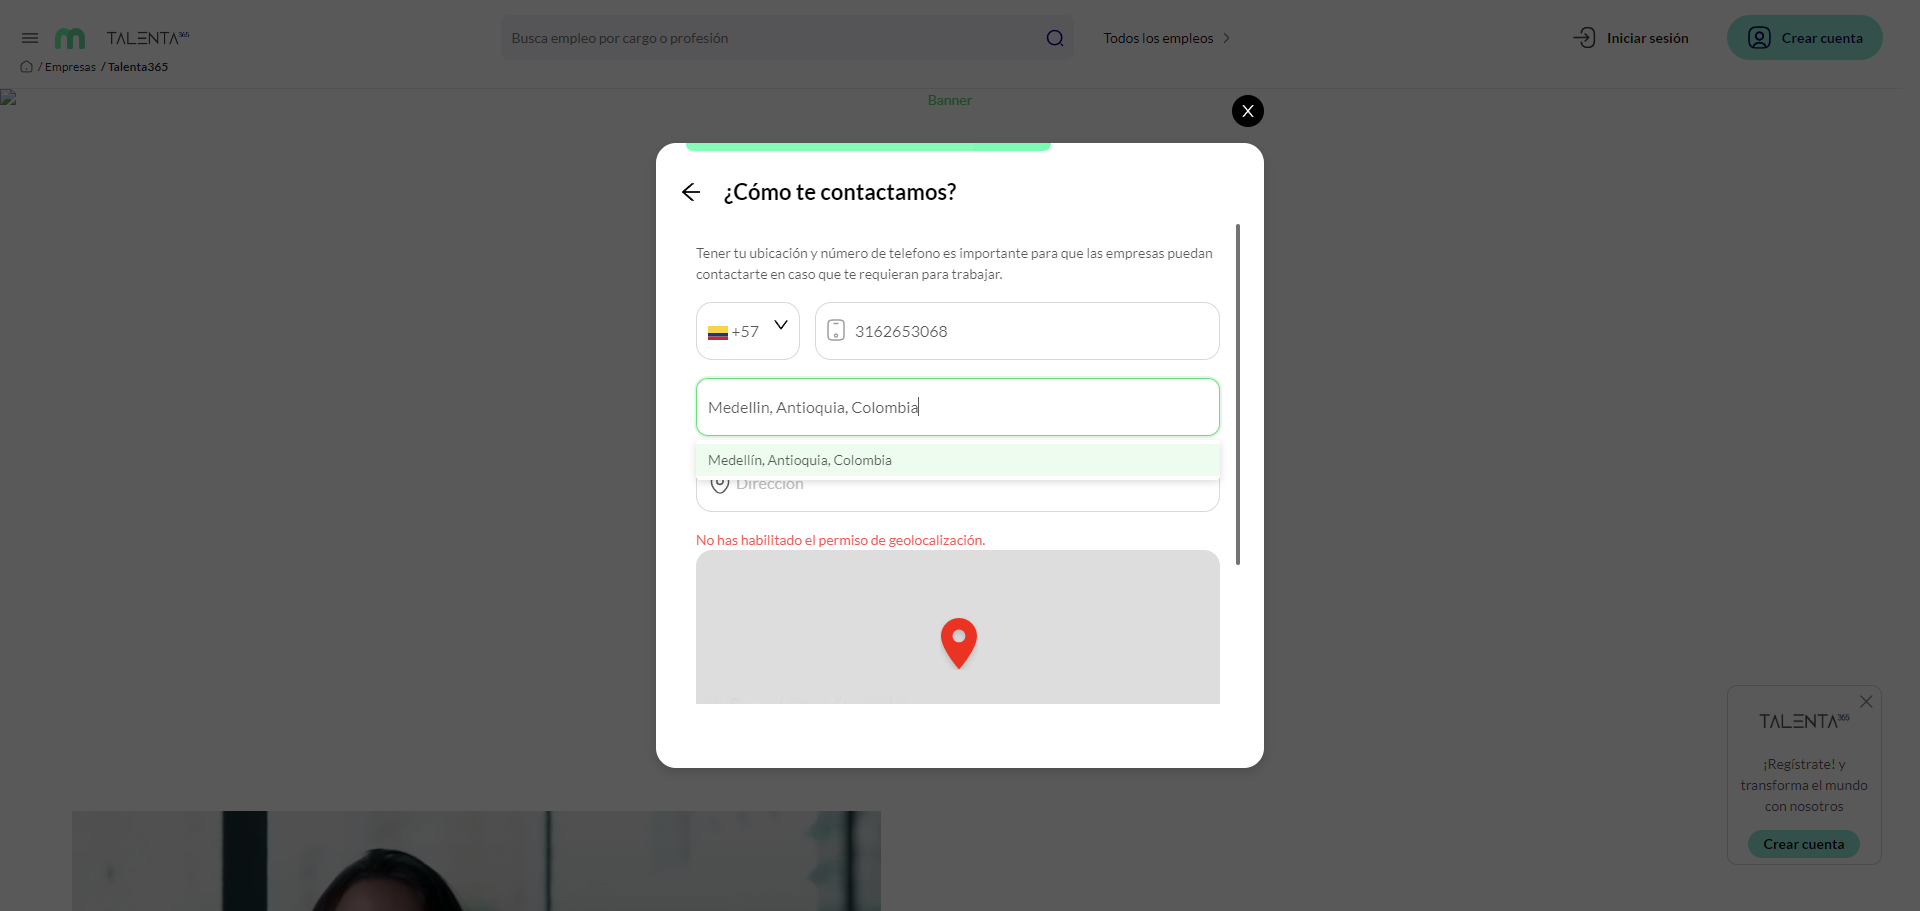 TALENTA365
Busca empleo por cargo o profesión
Todos los empleos
Iniciar sesión
Crear cuenta
/ Empresas / Talenta365
Banner
X
¿Cómo te contactamos?
Tener tu ubicación y número de telefono es importante para que las empresas puedan
contactarte en caso que te requieran para trabajar.
+57
3162653068
Medellin, Antioquia, Colombia
Medellín, Antioquia, Colombia
Dirección
No has habilitado el permiso de geolocalización.
TALENTA365
¡Regístrate! y
transforma el mundo
con nosotros
Crear cuenta